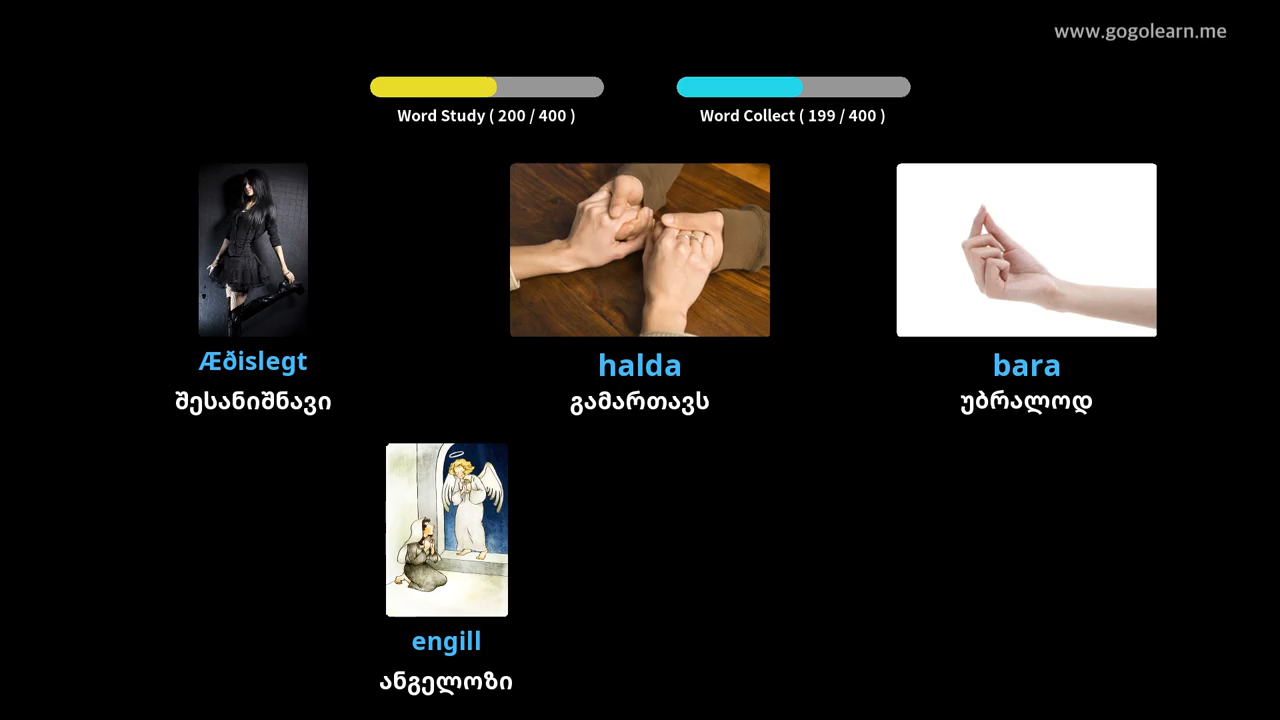 www.gogolearn.me
Word Study ( 200 / 400 )
Word Collect ( 199 / 400 )
Æðislegt
halda
bara
შესანიშნავი
გამართავს
უბრალოდ
engill
ანგელოზი